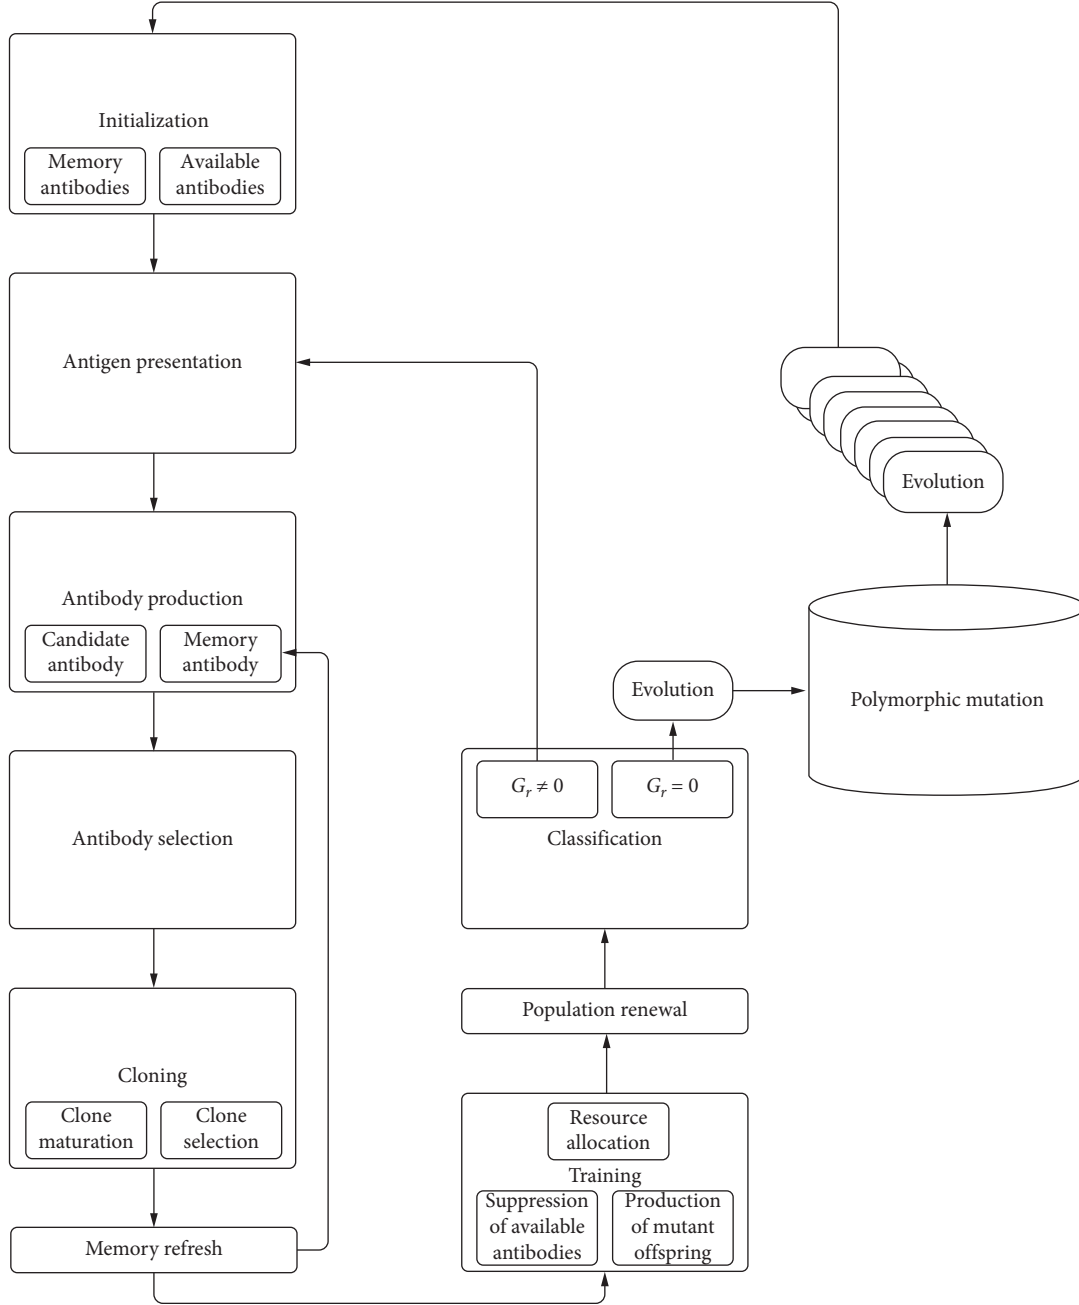 Initialization
Memory
antibodies
Available
antibodies
Antigen presentation
Antibody production
Candidate
antibody
Memory
antibody
Antibody selection
Cloning
Clone
maturation
Clone
selection
Memory refresh
Resource
allocation
Training
Suppression
of available
antibodies
Production
of mutant
offspring
Population renewal
G_r ≠ 0
G_r = 0
Classification
Evolution
Polymorphic mutation
Evolution